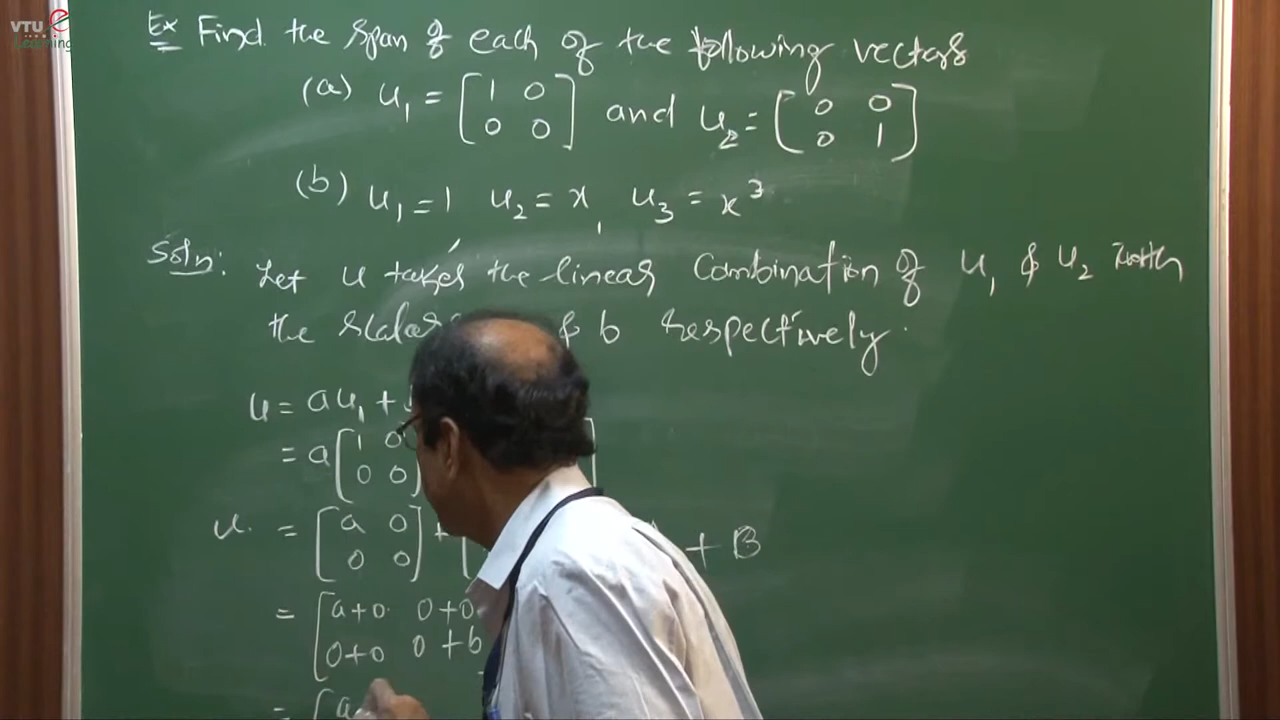 VTU e
Learning
Ex Find the span of each of the following vectors
(a) u₁ = [1 0 0 0] and u₂ = [0 0 0 1]
(b) u₁ = 1 u₂ = x, u₃ = x³
Soln: Let u takes the linear combination of u₁ & u₂ with
the & b respectively.
u = au₁ +
= a[1 0 0 0
u = [a 0 0 0] + [ + B
= [a+0 0+0 0+0 0+b
= [a